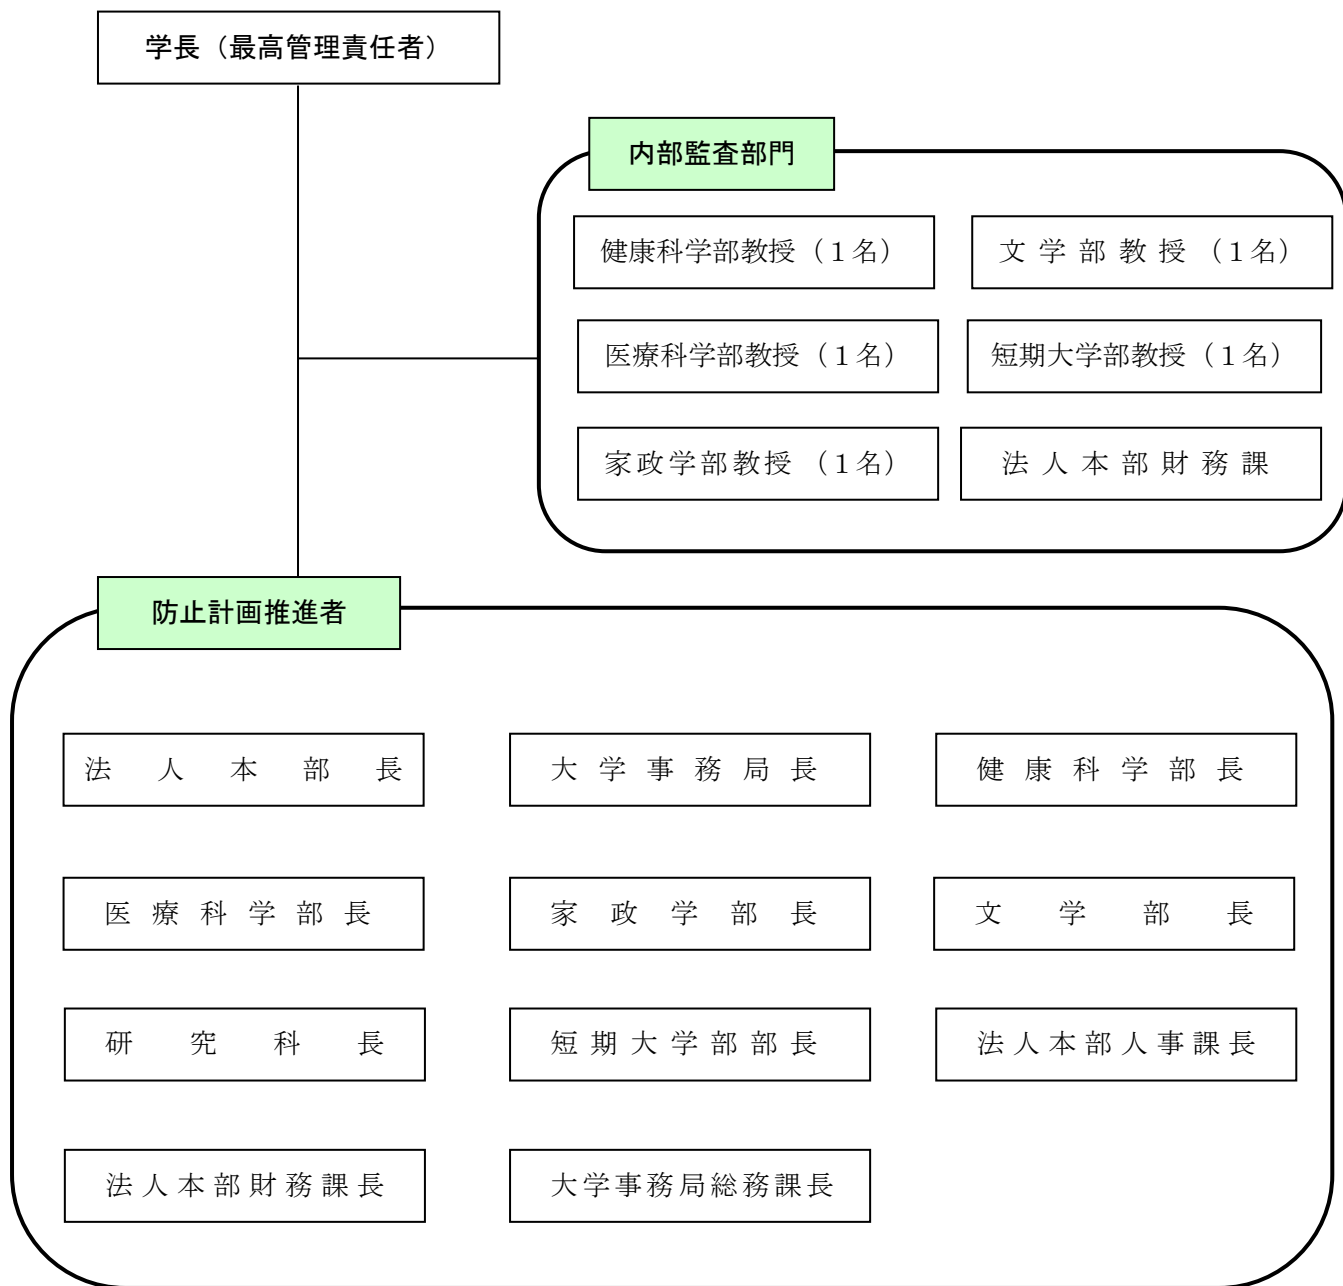 学長（最高管理責任者）
内部監査部門
健康科学部教授（１名）
文学部教授（１名）
医療科学部教授（１名）
短期大学部教授（１名）
家政学部教授（１名）
法人本部財務課
防止計画推進者
法人本部長
大学事務局長
健康科学部長
医療科学部長
家政学部長
文学部長
研究科長
短期大学部部長
法人本部人事課長
法人本部財務課長
大学事務局総務課長